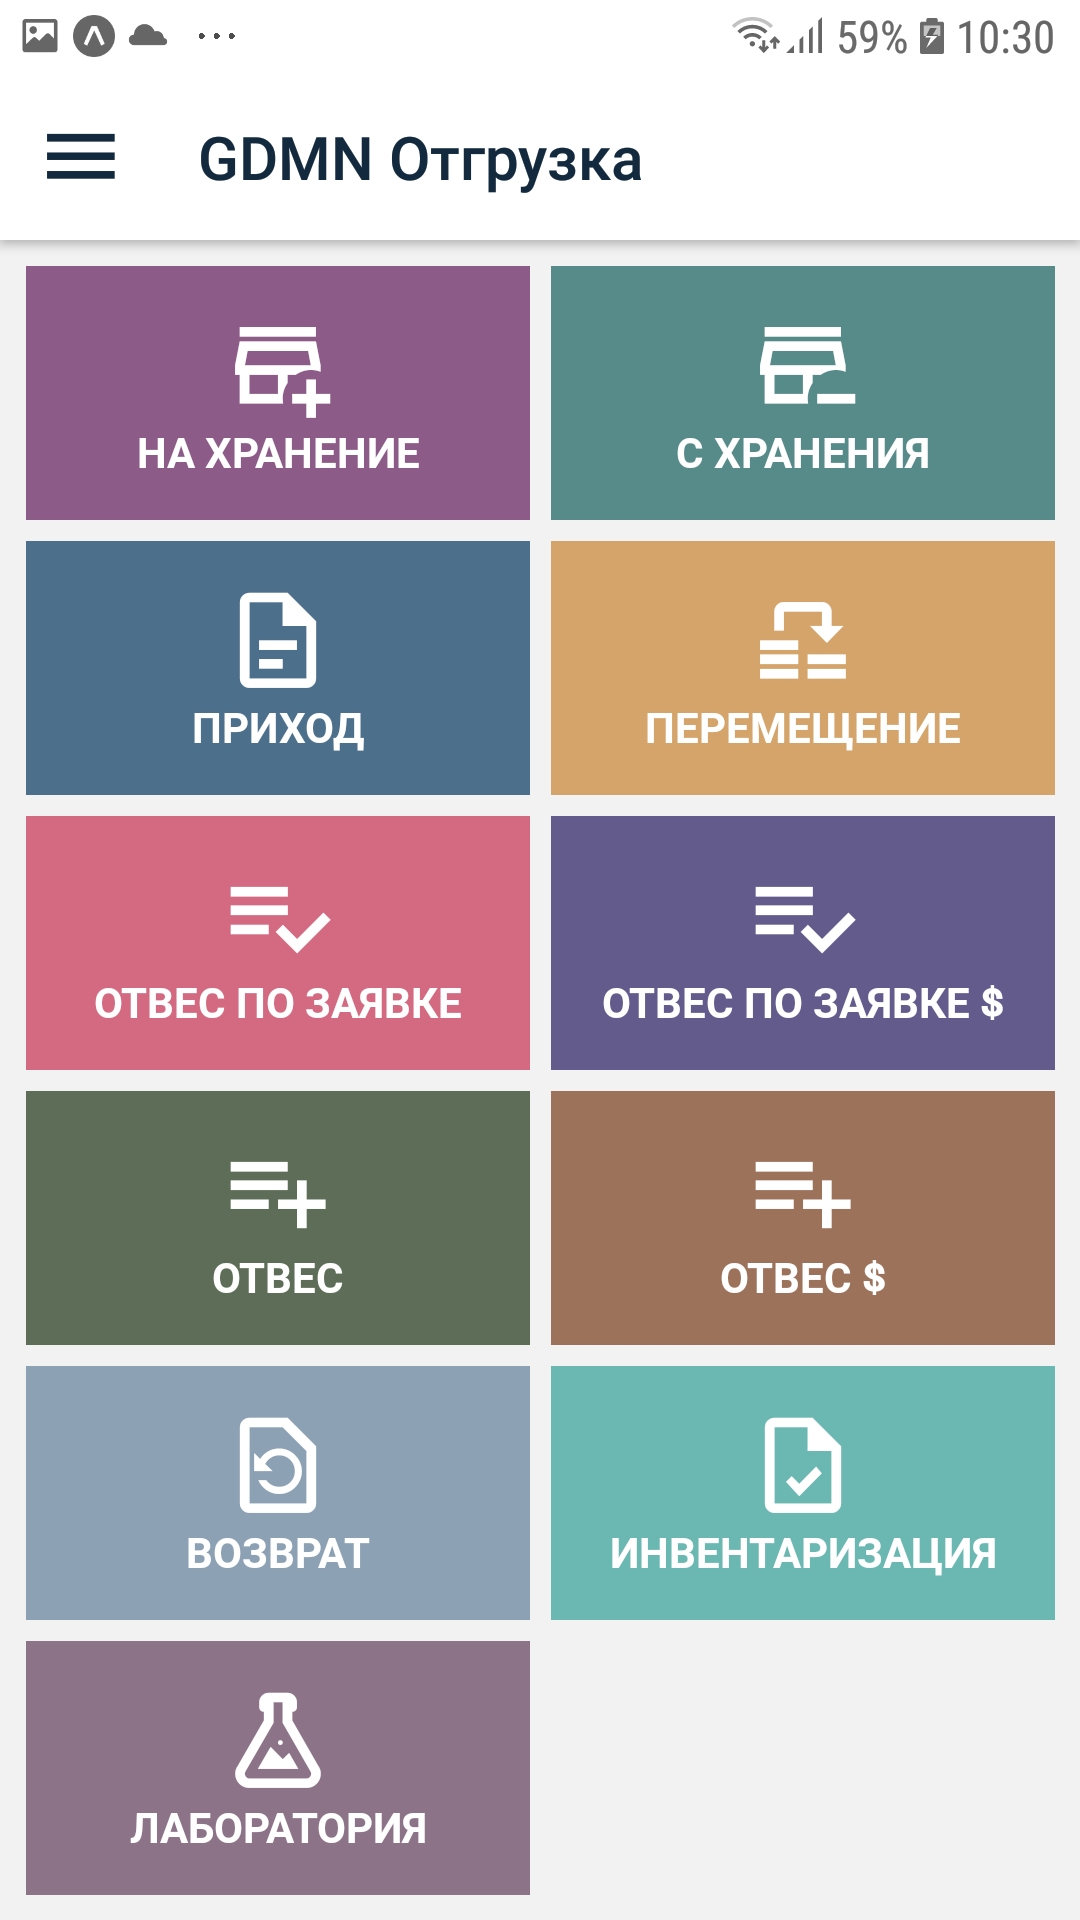 59% 10:30
GDMN Отгрузка
НА ХРАНЕНИЕ
С ХРАНЕНИЯ
ПРИХОД
ПЕРЕМЕЩЕНИЕ
ОТВЕС ПО ЗАЯВКЕ
ОТВЕС ПО ЗАЯВКЕ $
ОТВЕС
ОТВЕС $
ВОЗВРАТ
ИНВЕНТАРИЗАЦИЯ
ЛАБОРАТОРИЯ